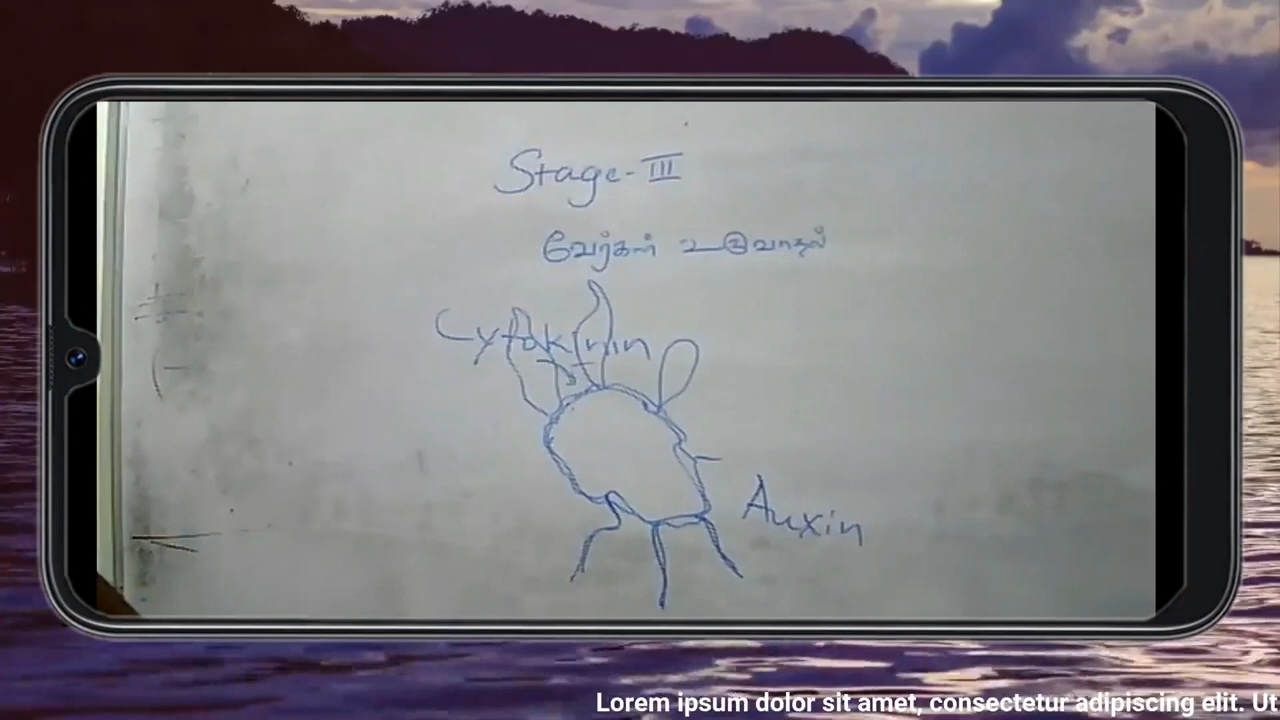 Stage-III
வேர்கள் உருவாதல்
Cytokinin
Auxin
Lorem ipsum dolor sit amet, consectetur adipiscing elit. Ut